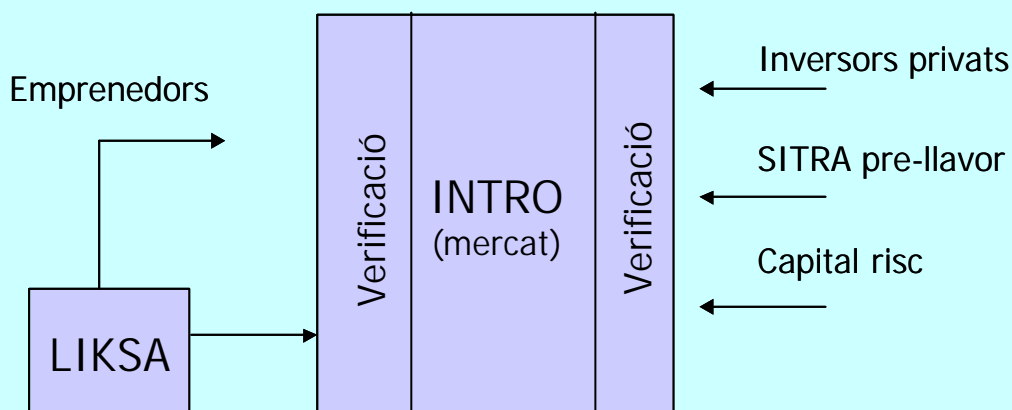 Emprenedors
LIKSA
Verificació
INTRO
(mercat)
Verificació
Inversors privats
SITRA pre-llavor
Capital risc